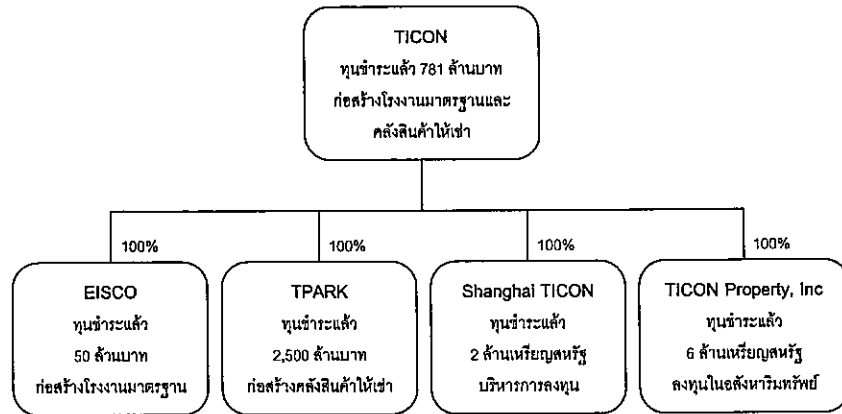 TICON
ทุนชำระแล้ว 781 ล้านบาท
ก่อสร้างโรงงานมาตรฐานและ
คลังสินค้าให้เช่า
100%
100%
100%
100%
EISCO
ทุนชำระแล้ว
50 ล้านบาท
ก่อสร้างโรงงานมาตรฐาน
TPARK
ทุนชำระแล้ว
2,500 ล้านบาท
ก่อสร้างคลังสินค้าให้เช่า
Shanghai TICON
ทุนชำระแล้ว
2 ล้านเหรียญสหรัฐ
บริหารการลงทุน
TICON Property, Inc
ทุนชำระแล้ว
6 ล้านเหรียญสหรัฐ
ลงทุนในอสังหาริมทรัพย์